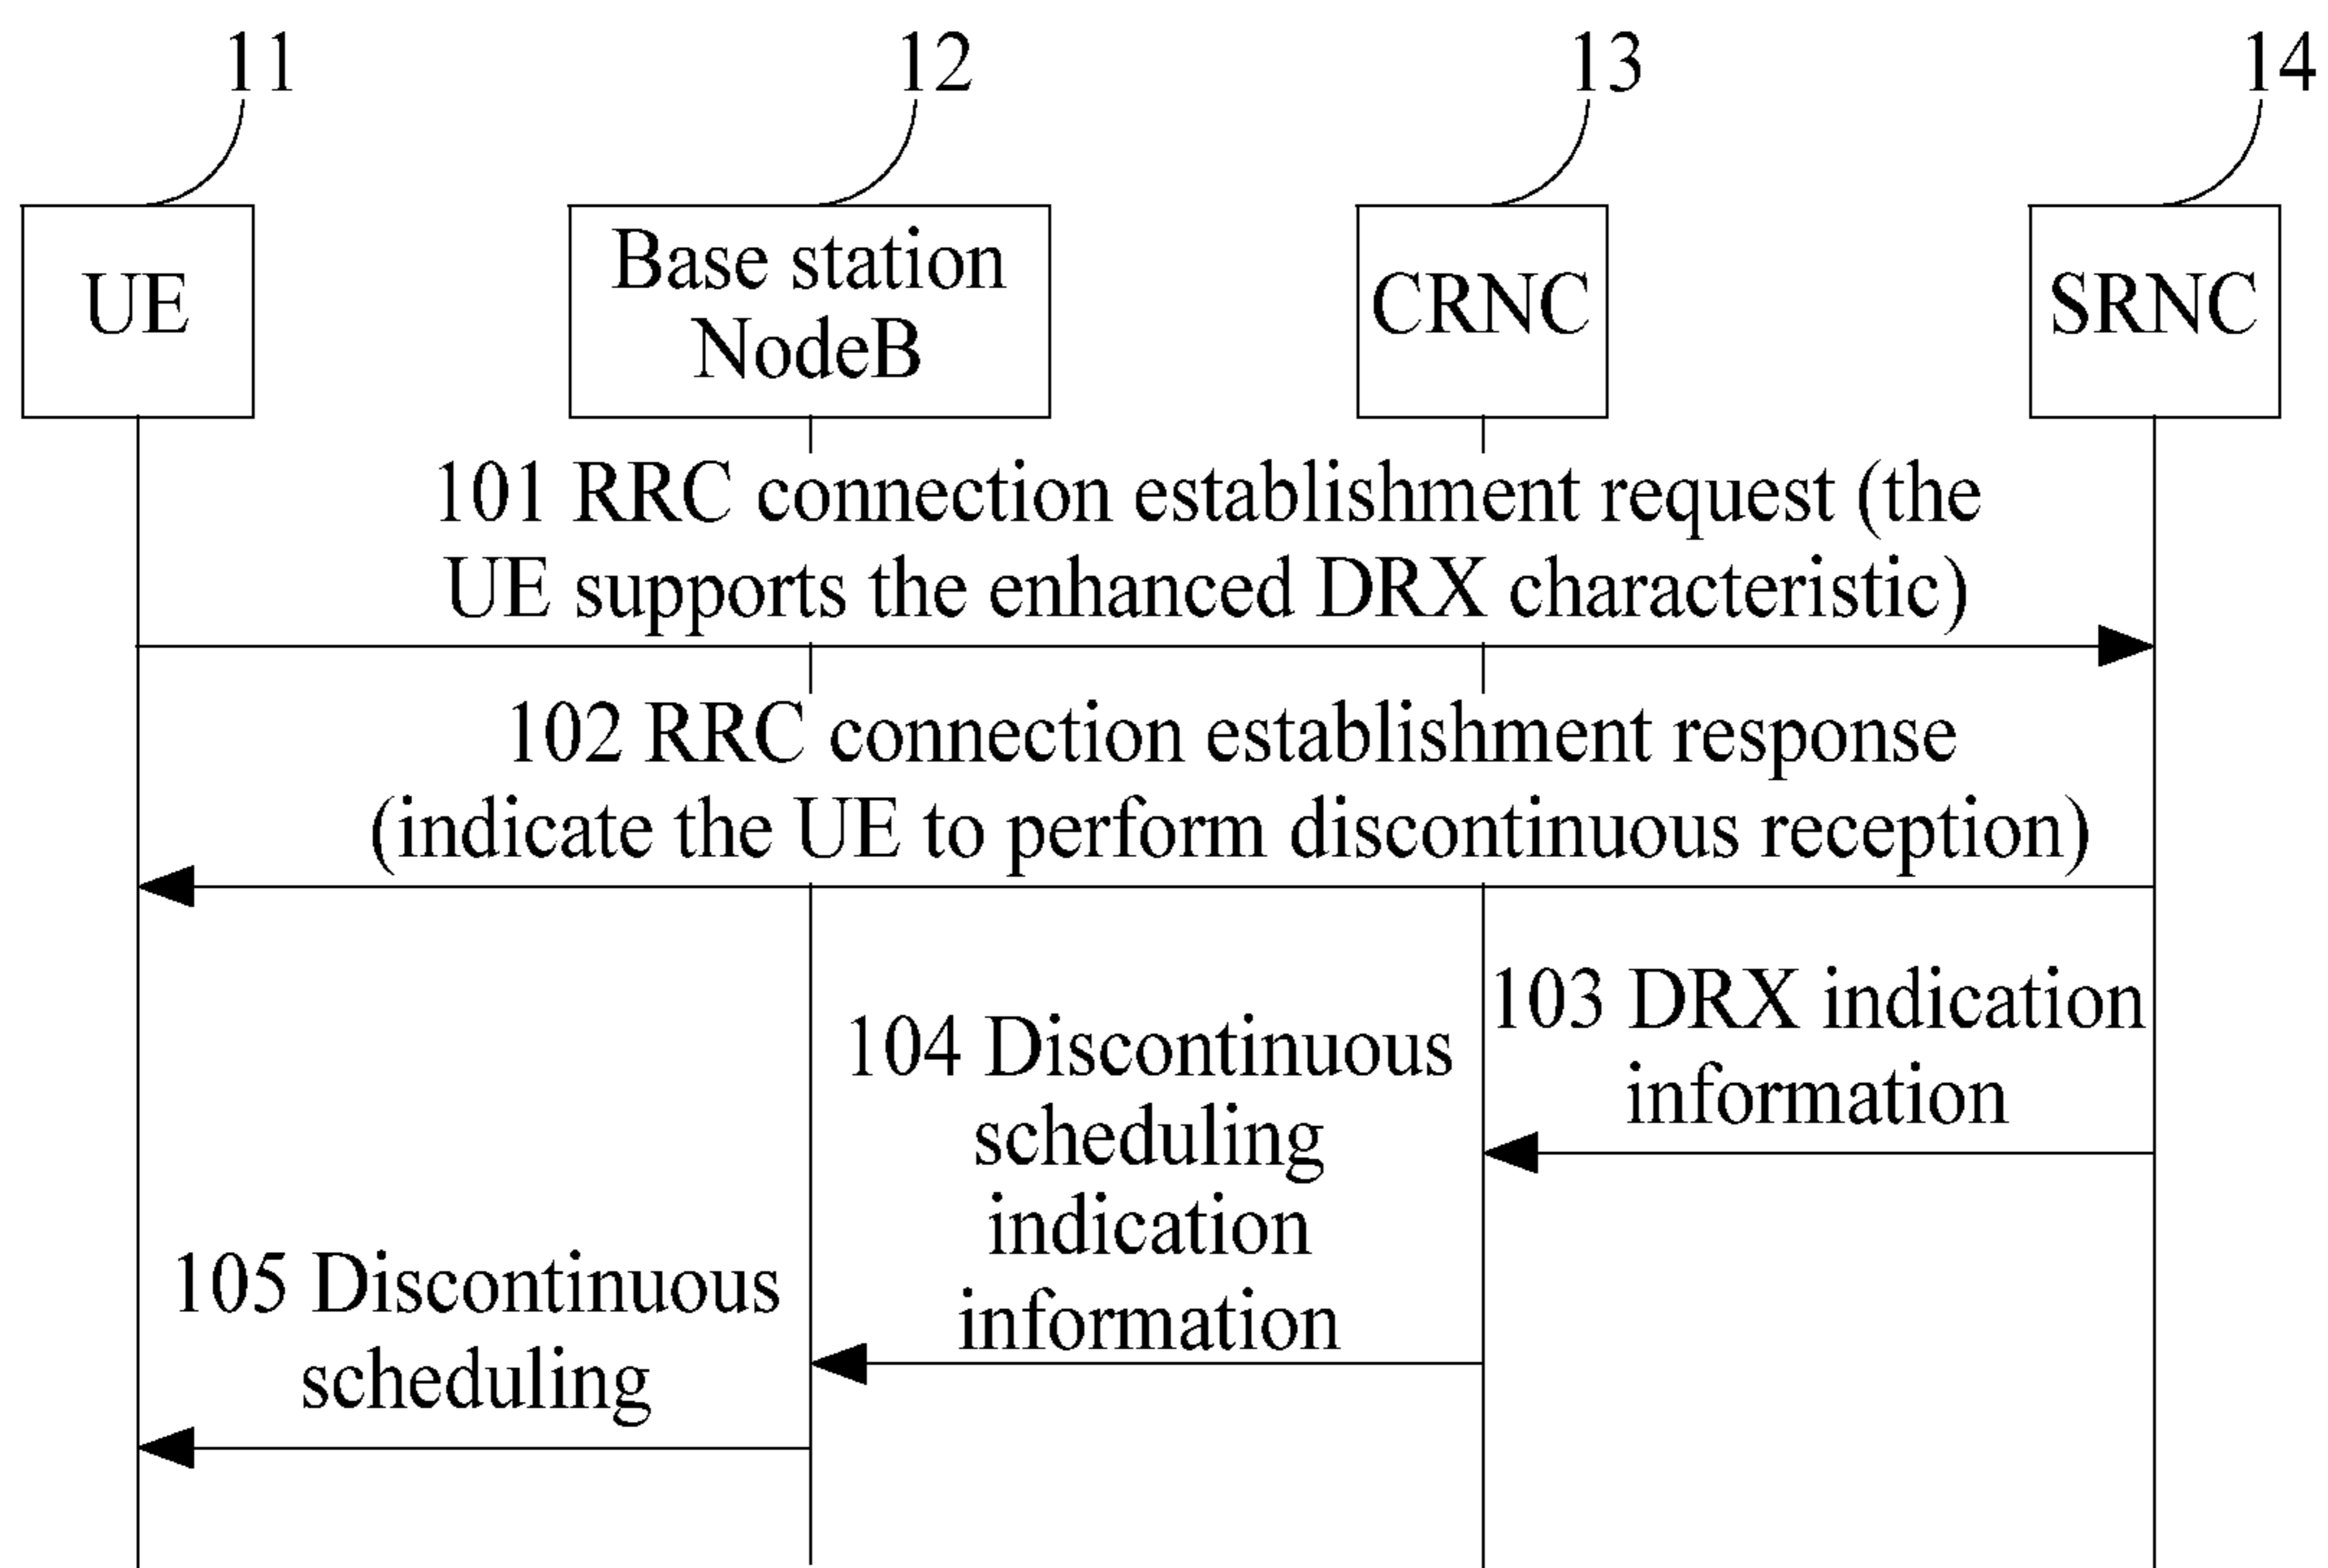 11
12
13
14
UE
Base station
NodeB
CRNC
SRNC
101 RRC connection establishment request (the
UE supports the enhanced DRX characteristic)
102 RRC connection establishment response
(indicate the UE to perform discontinuous reception)
103 DRX indication
information
104 Discontinuous
scheduling
indication
information
105 Discontinuous
scheduling